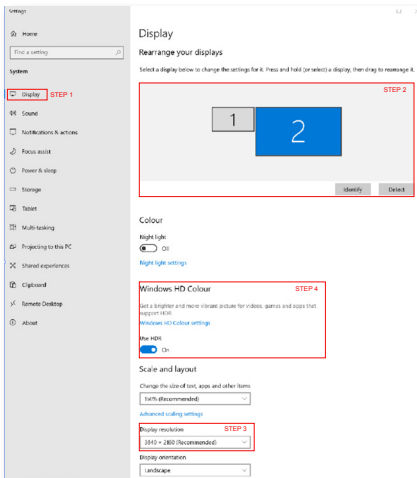 Settings
Home
Find a setting
System
Display STEP 1
Sound
Notifications & actions
Focus assist
Power & sleep
Storage
Tablet
Multi-tasking
Projecting to this PC
Shared experiences
Clipboard
Remote Desktop
About
Display
Rearrange your displays
Select a display below to change the settings for it. Press and hold (or select) a display, then drag to rearrange it.
STEP 2
1
2
Identify
Detect
Colour
Night light
Off
Night light settings
Windows HD Colour STEP 4
Get a brighter and more vibrant picture for videos, games and apps that
support HDR.
Windows HD Colour settings
Use HDR
On
Scale and layout
Change the size of text, apps and other items
(Recommended)
Advanced scaling settings
Display resolution STEP 3
3840 × 2160 (Recommended)
Display orientation
Landscape